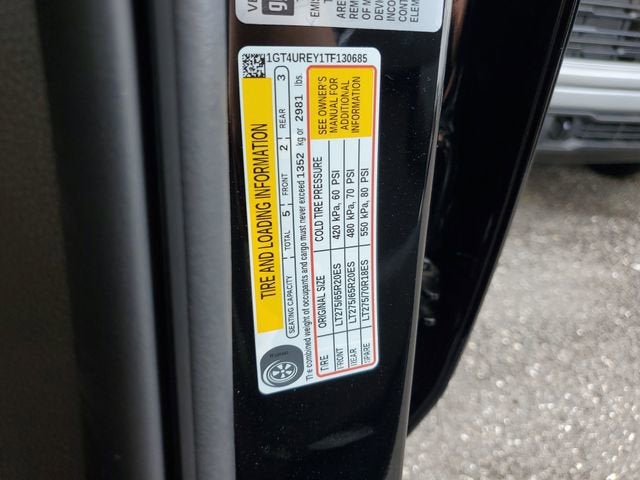 1GT4UREY1TF130685
TIRE AND LOADING INFORMATION
SEATING CAPACITY TOTAL 5 FRONT 2 REAR 3
The combined weight of occupants and cargo must never exceed 1352 kg or 2981 lbs.
TIRE ORIGINAL SIZE COLD TIRE PRESSURE
FRONT LT275/65R20ES 420 kPa, 60 PSI
REAR LT275/65R20ES 480 kPa, 70 PSI
SPARE LT275/70R18ES 550 kPa, 80 PSI
SEE OWNER'S
MANUAL FOR
ADDITIONAL
INFORMATION